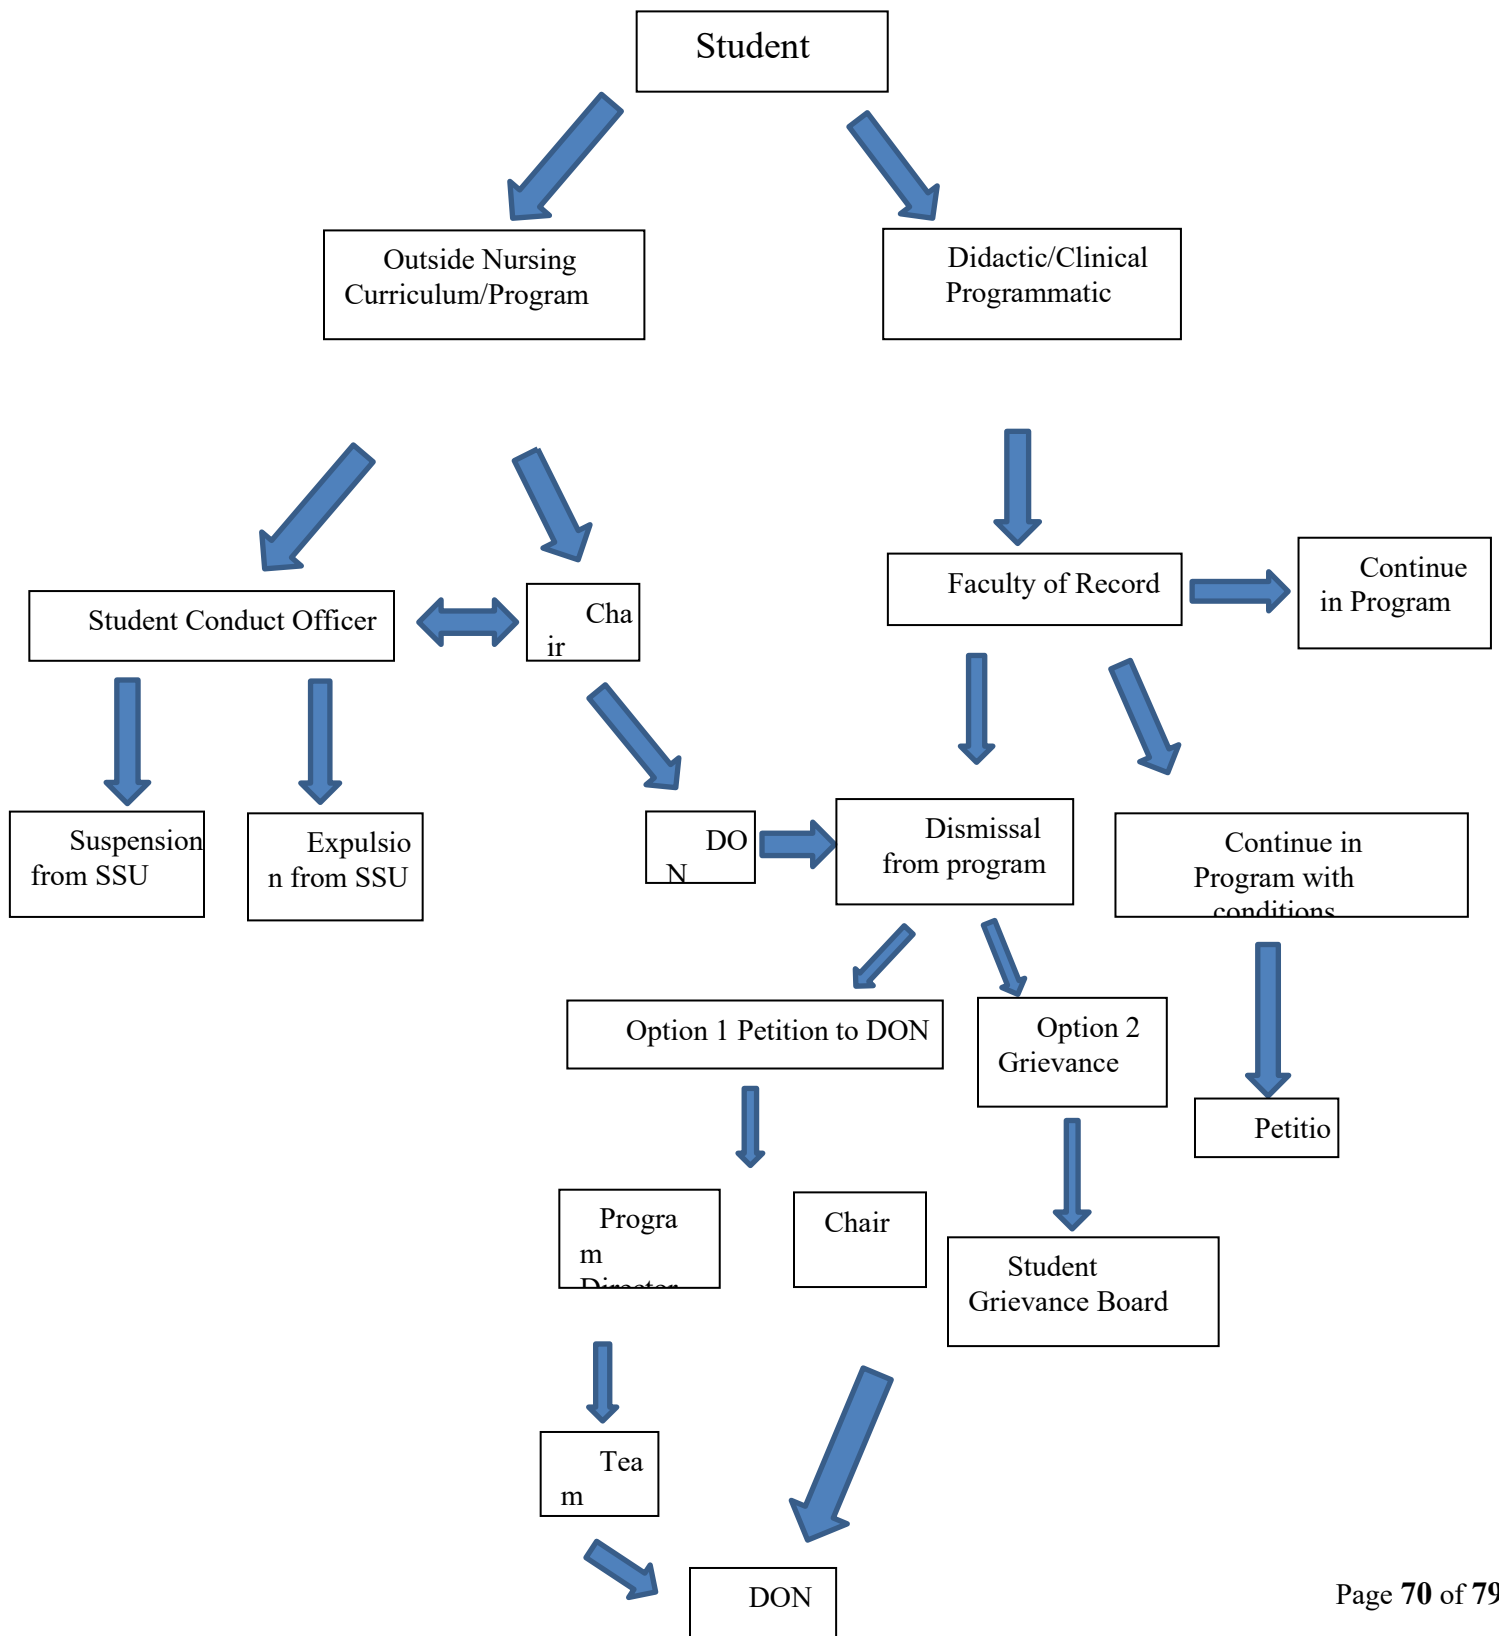 Student
Outside Nursing
Curriculum/Program
Didactic/Clinical
Programmatic
Faculty of Record
Continue
in Program
Student Conduct Officer
Cha
ir
Suspension
from SSU
Expulsio
n from SSU
DO
N
Dismissal
from program
Continue in
Program with
conditions
Option 1 Petition to DON
Option 2
Grievance
Petitio
Progra
m
Director
Chair
Student
Grievance Board
Tea
m
DON
Page 70 of 79